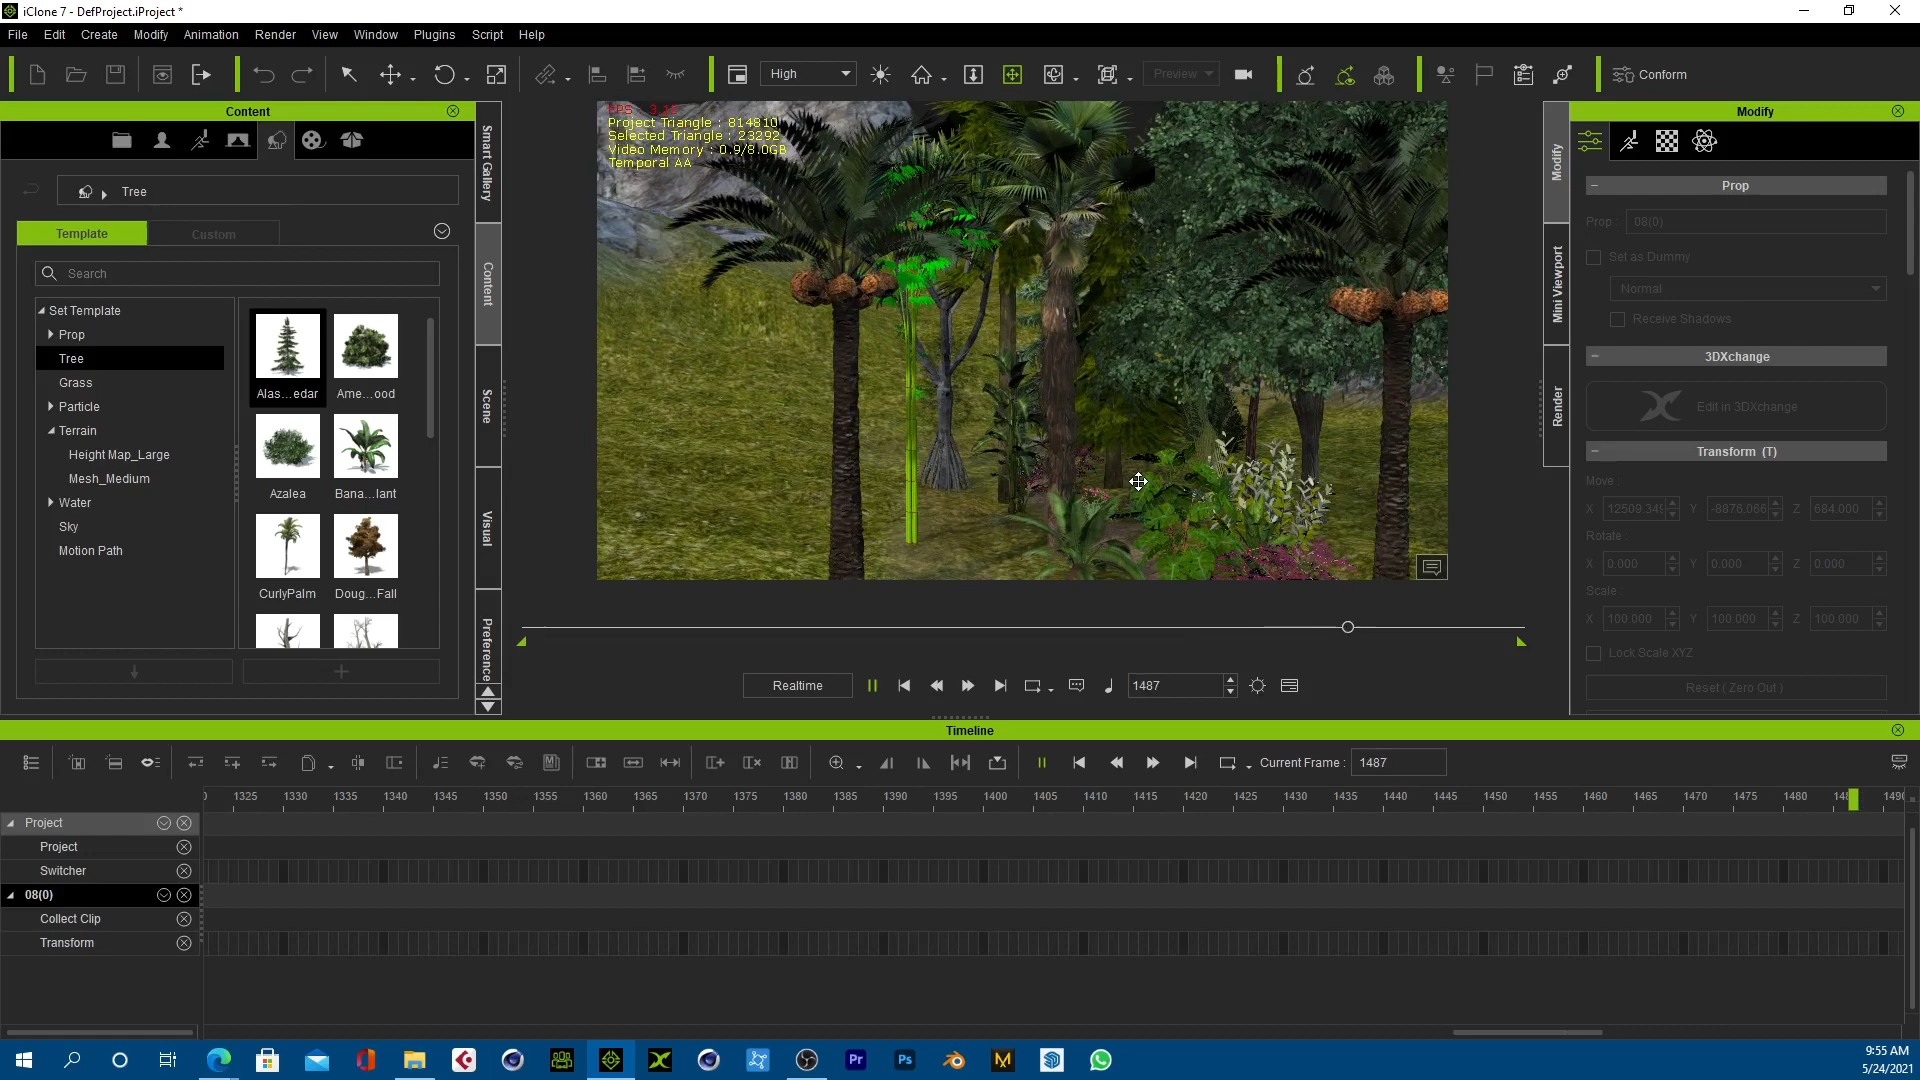 iClone 7 - DefProject.iProject *
File Edit Create Modify Animation Render View Window Plugins Script Help
High
Preview
Conform
Content
Tree
Template
Custom
Search
Set Template
Prop
Tree
Grass
Particle
Terrain
Height Map_Large
Mesh_Medium
Water
Sky
Motion Path
Alas...edar
Ame...ood
Azalea
Bana...lant
CurlyPalm
Doug...Fall
Smart Gallery
Content
Scene
Visual
Preference
FPS : 3.18
Project Triangle : 814810
Selected Triangle : 23292
Video Memory : 0.9/8.0GB
Temporal AA
Realtime
1487
Modify
Mini Viewport
Render
Modify
Prop
Prop : 08(0)
Set as Dummy
Normal
Receive Shadows
3DXchange
Edit in 3DXchange
Transform (T)
Move :
X 12509.34 Y -8876.066 Z 684.000
Rotate :
X 0.000 Y 0.000 Z 0.000
Scale :
X 100.000 Y 100.000 Z 100.000
Lock Scale XYZ
Reset ( Zero Out )
Timeline
Current Frame : 1487
1325 1330 1335 1340 1345 1350 1355 1360 1365 1370 1375 1380 1385 1390 1395 1400 1405 1410 1415 1420 1425 1430 1435 1440 1445 1450 1455 1460 1465 1470 1475 1480
Project
Project
Switcher
08(0)
Collect Clip
Transform
Pr
Ps
9:55 AM
5/24/2021